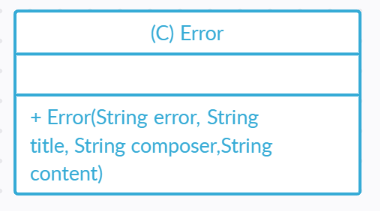 (C) Error
+ Error(String error, String
title, String composer,String
content)